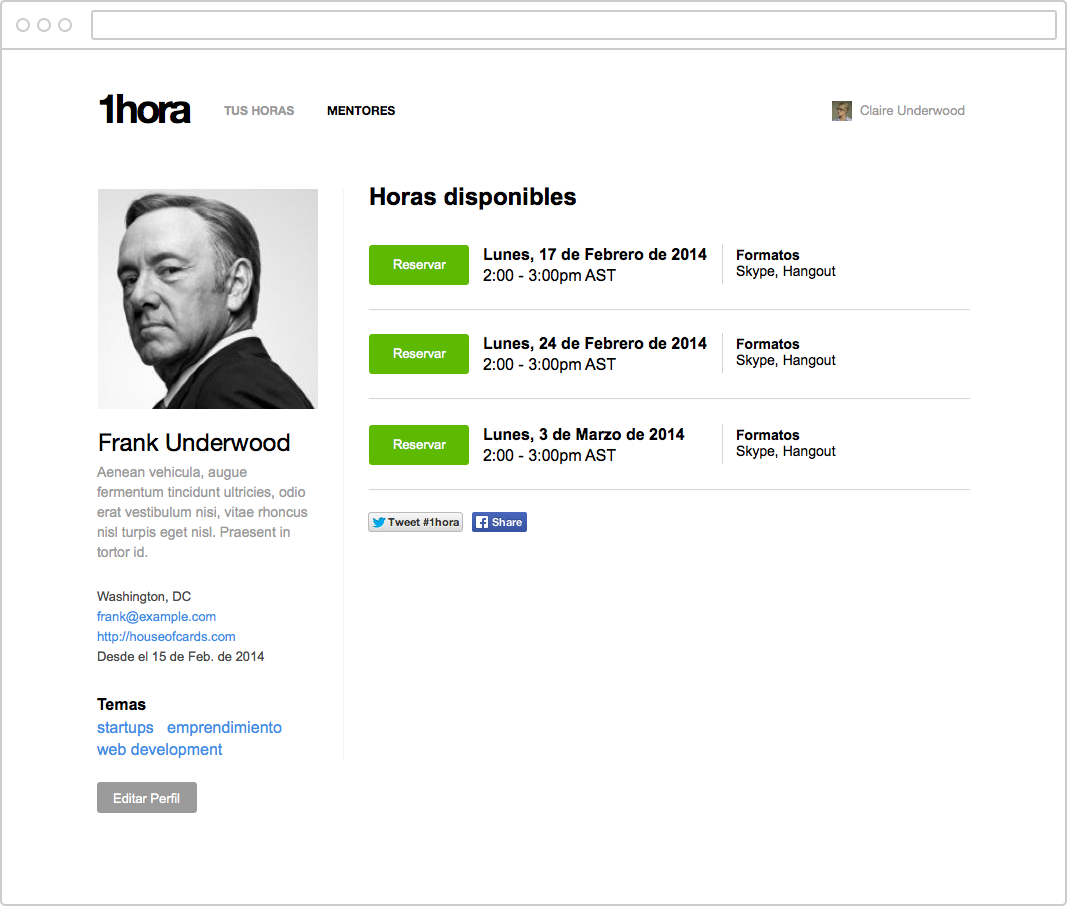 1hora
TUS HORAS
MENTORES
Claire Underwood
Frank Underwood
Aenean vehicula, augue
fermentum tincidunt ultricies, odio
erat vestibulum nisi, vitae rhoncus
nisl turpis eget nisl. Praesent in
tortor id.
Washington, DC
frank@example.com
http://houseofcards.com
Desde el 15 de Feb. de 2014
Temas
startups emprendimiento
web development
Editar Perfil
Horas disponibles
Reservar
Lunes, 17 de Febrero de 2014
2:00 - 3:00pm AST
Formatos
Skype, Hangout
Reservar
Lunes, 24 de Febrero de 2014
2:00 - 3:00pm AST
Formatos
Skype, Hangout
Reservar
Lunes, 3 de Marzo de 2014
2:00 - 3:00pm AST
Formatos
Skype, Hangout
Tweet #1hora
Share